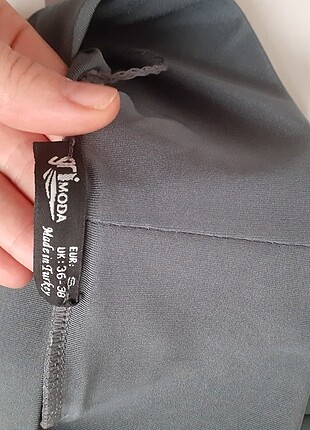 MODA
EUR: S
UK: 36-38
Made in Turkey